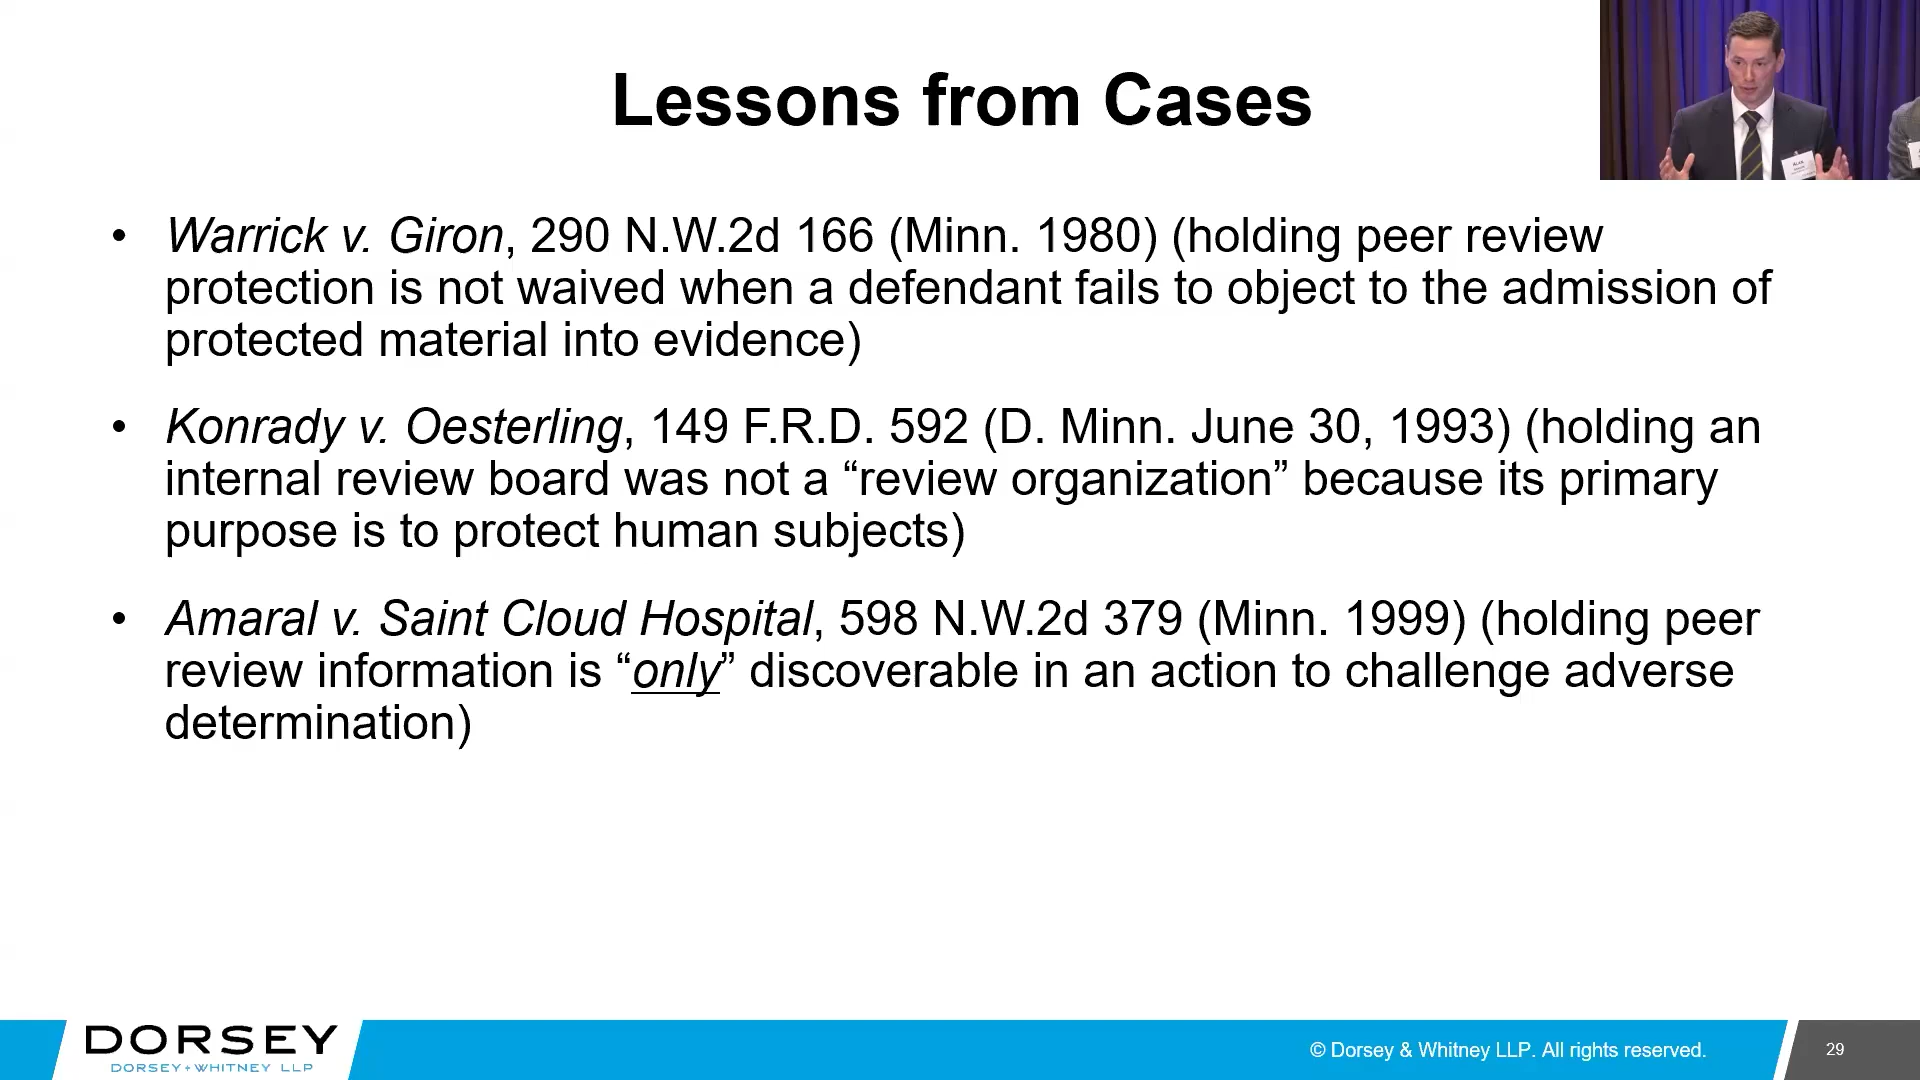 Lessons from Cases
• Warrick v. Giron, 290 N.W.2d 166 (Minn. 1980) (holding peer review
protection is not waived when a defendant fails to object to the admission of
protected material into evidence)
• Konrady v. Oesterling, 149 F.R.D. 592 (D. Minn. June 30, 1993) (holding an
internal review board was not a “review organization” because its primary
purpose is to protect human subjects)
• Amaral v. Saint Cloud Hospital, 598 N.W.2d 379 (Minn. 1999) (holding peer
review information is “only” discoverable in an action to challenge adverse
determination)
DORSEY
DORSEY + WHITNEY LLP
© Dorsey & Whitney LLP. All rights reserved.
29